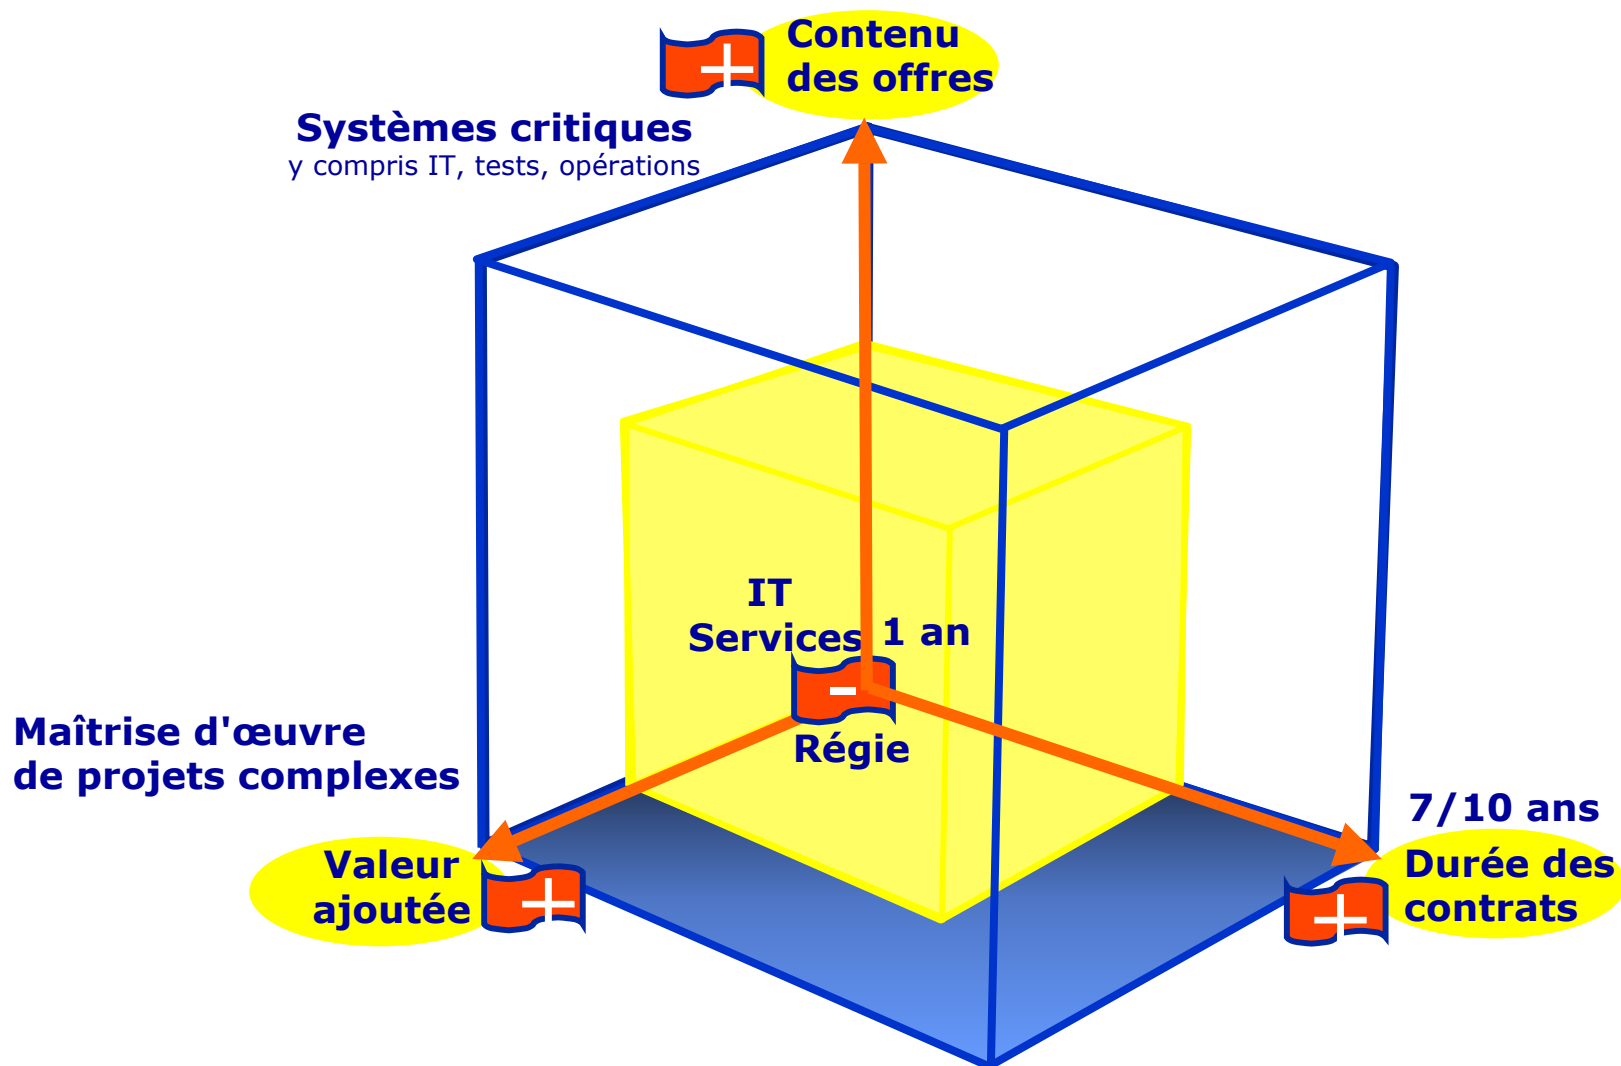 Contenu
des offres
Systèmes critiques
y compris IT, tests, opérations
IT
Services
1 an
Régie
Maîtrise d'œuvre
de projets complexes
Valeur
ajoutée
7/10 ans
Durée des
contrats